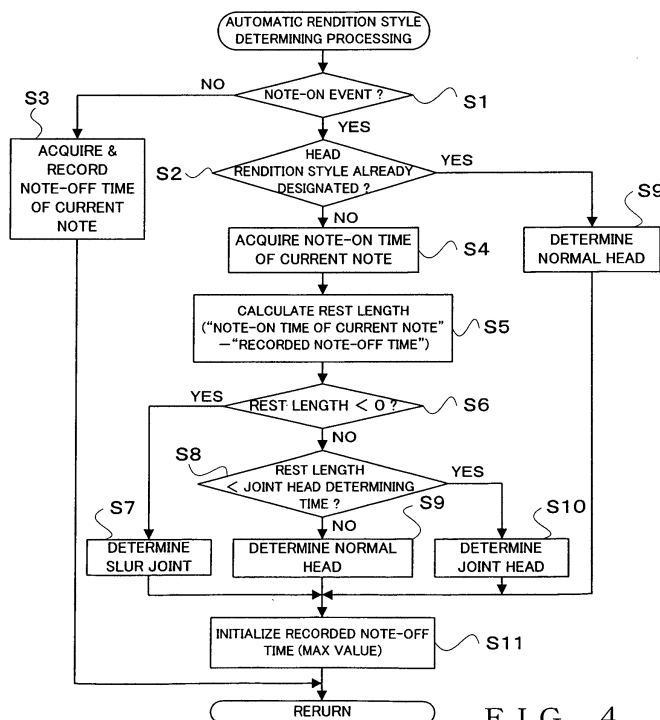 AUTOMATIC RENDITION STYLE
DETERMINING PROCESSING
NO
NOTE-ON EVENT ?
S1
S3
YES
ACQUIRE &
RECORD
NOTE-OFF TIME
OF CURRENT
NOTE
S2
HEAD
RENDITION STYLE ALREADY
DESIGNATED ?
YES
S9
NO
ACQUIRE NOTE-ON TIME
OF CURRENT NOTE
S4
DETERMINE
NORMAL HEAD
CALCULATE REST LENGTH
("NOTE-ON TIME OF CURRENT NOTE"
–"RECORDED NOTE-OFF TIME")
S5
YES
REST LENGTH < 0 ?
S6
NO
S8
REST LENGTH
< JOINT HEAD DETERMINING
TIME ?
YES
S7
NO
S9
S10
DETERMINE
SLUR JOINT
DETERMINE NORMAL
HEAD
DETERMINE
JOINT HEAD
INITIALIZE RECORDED NOTE-OFF
TIME (MAX VALUE)
S11
RERURN
FIG. 4